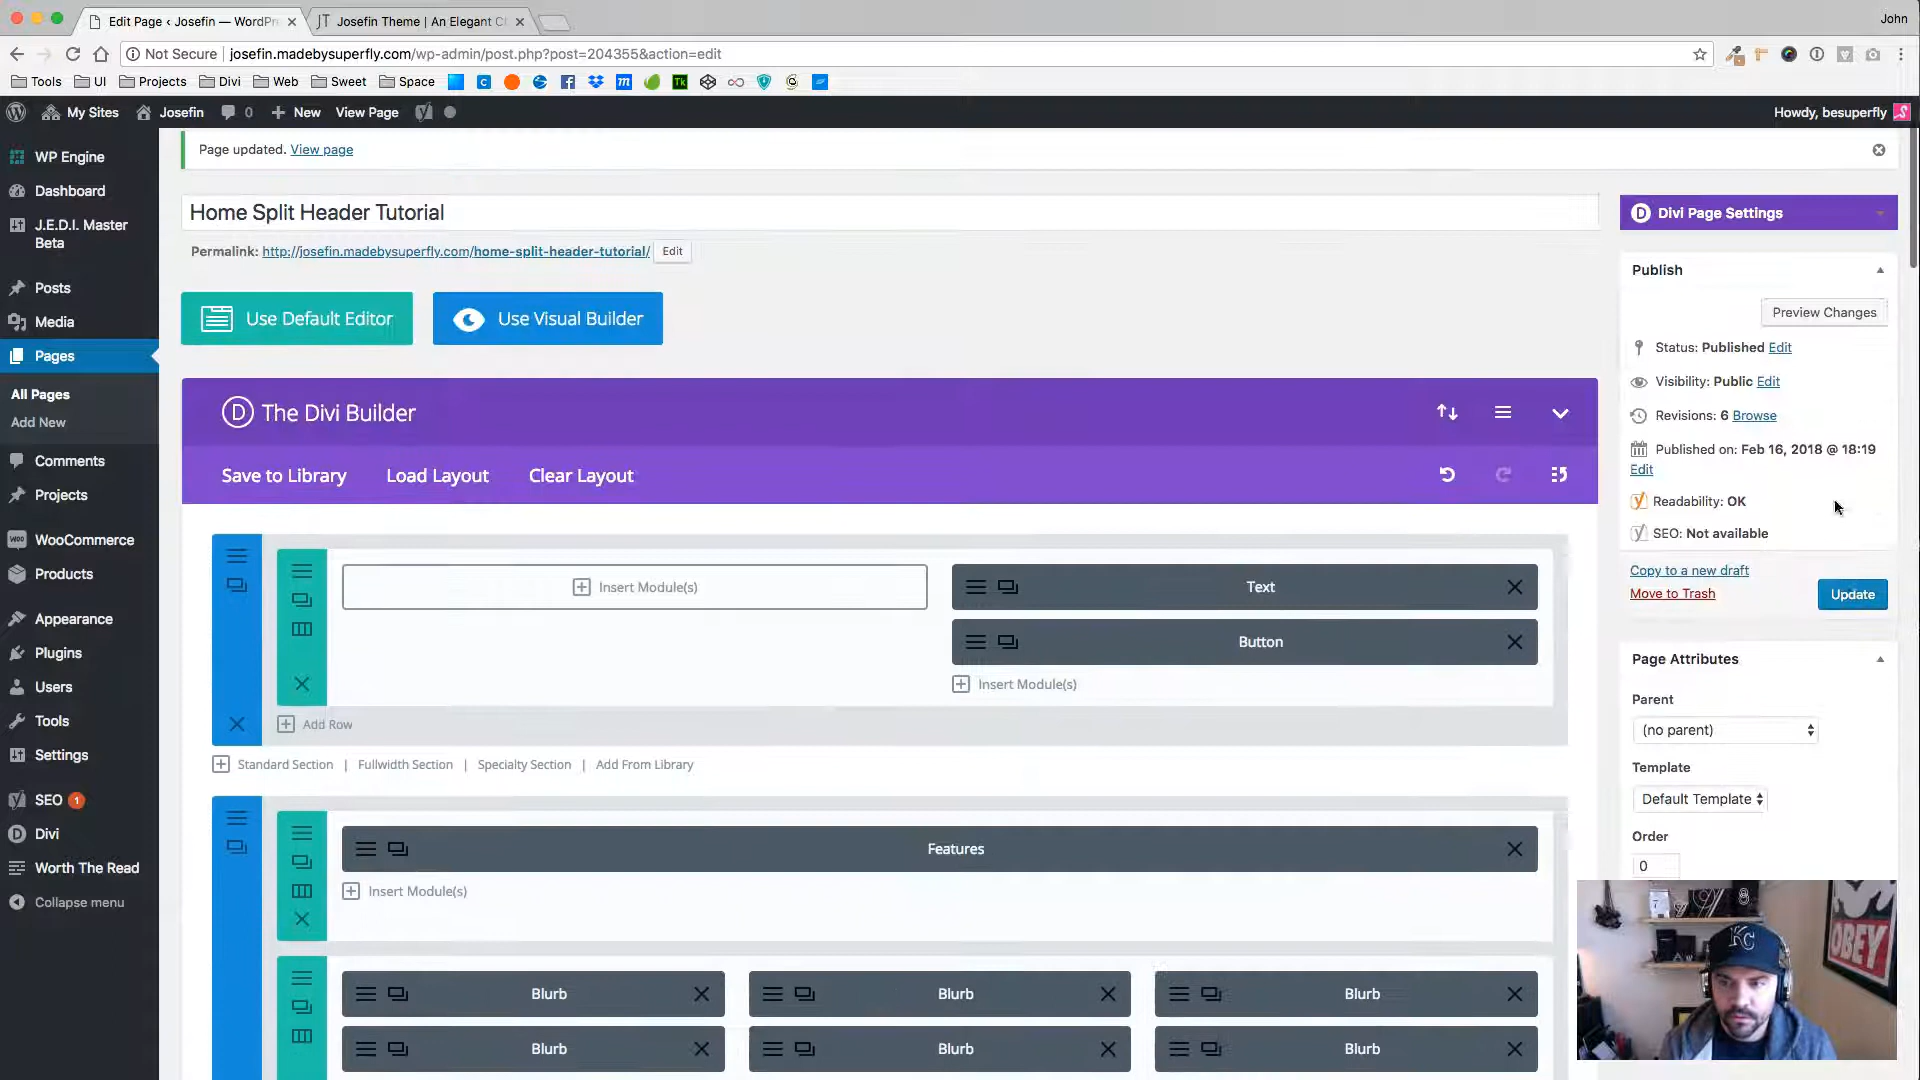 Edit Page ‹ Josefin — WordPr
JT Josefin Theme | An Elegant C
John
Not Secure josefin.madebysuperfly.com/wp-admin/post.php?post=204355&action=edit
Tools UI Projects Divi Web Sweet Space
My Sites Josefin 0 New View Page Howdy, besuperfly
WP Engine
Dashboard
J.E.D.I. Master
Beta
Posts
Media
Pages
All Pages
Add New
Comments
Projects
WooCommerce
Products
Appearance
Plugins
Users
Tools
Settings
SEO 1
Divi
Worth The Read
Collapse menu
Page updated. View page
Home Split Header Tutorial
Permalink: http://josefin.madebysuperfly.com/home-split-header-tutorial/ Edit
Use Default Editor
Use Visual Builder
D The Divi Builder
Save to Library Load Layout Clear Layout
Insert Module(s)
Text
Button
Insert Module(s)
Add Row
Standard Section | Fullwidth Section | Specialty Section | Add From Library
Features
Insert Module(s)
Blurb Blurb Blurb
Blurb Blurb Blurb
D Divi Page Settings
Publish
Preview Changes
Status: Published Edit
Visibility: Public Edit
Revisions: 6 Browse
Published on: Feb 16, 2018 @ 18:19
Edit
Readability: OK
SEO: Not available
Copy to a new draft
Move to Trash
Update
Page Attributes
Parent
(no parent)
Template
Default Template
Order
0
KC
OBEY